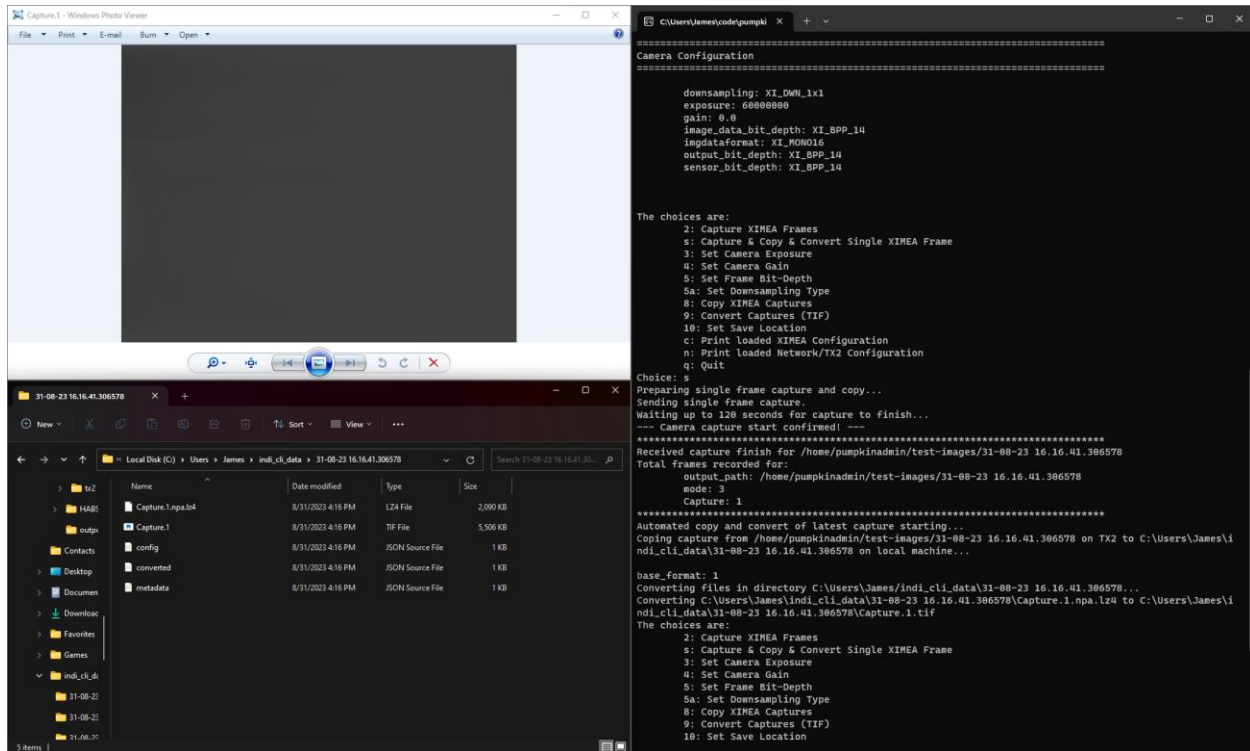 Capture.1 - Windows Photo Viewer
File Print E-mail Burn Open
31-08-23 16.16.41.306578
New Sort View
Local Disk (C:) Users James indi_cli_data 31-08-23 16.16.41.306578
Search 31-08-23 16.16.41.30...
Name Date modified Type Size
Capture.1.npa.lz4 8/31/2023 4:16 PM LZ4 File 2,090 KB
Capture.1 8/31/2023 4:16 PM TIF File 5,506 KB
config 8/31/2023 4:16 PM JSON Source File 1 KB
converted 8/31/2023 4:16 PM JSON Source File 1 KB
metadata 8/31/2023 4:16 PM JSON Source File 1 KB
tx2
HABS
outpu
Contacts
Desktop
Documen
Downloac
Favorites
Games
indi_cli_da
31-08-23
31-08-23
31-08-23
5 items
C:\Users\James\code\pumpki
================================================================================
Camera Configuration
================================================================================
downsampling: XI_DWN_1x1
exposure: 60000000
gain: 0.0
image_data_bit_depth: XI_BPP_14
imgdataformat: XI_MONO16
output_bit_depth: XI_BPP_14
sensor_bit_depth: XI_BPP_14
The choices are:
2: Capture XIMEA Frames
s: Capture & Copy & Convert Single XIMEA Frame
3: Set Camera Exposure
4: Set Camera Gain
5: Set Frame Bit-Depth
5a: Set Downsampling Type
8: Copy XIMEA Captures
9: Convert Captures (TIF)
10: Set Save Location
c: Print loaded XIMEA Configuration
n: Print loaded Network/TX2 Configuration
q: Quit
Choice: s
Preparing single frame capture and copy...
Sending single frame capture.
Waiting up to 120 seconds for capture to finish...
--- Camera capture start confirmed! ---
********************************************************************************
Received capture finish for /home/pumpkinadmin/test-images/31-08-23 16.16.41.306578
Total frames recorded for:
output_path: /home/pumpkinadmin/test-images/31-08-23 16.16.41.306578
mode: 3
Capture: 1
********************************************************************************
Automated copy and convert of latest capture starting...
Coping capture from /home/pumpkinadmin/test-images/31-08-23 16.16.41.306578 on TX2 to C:\Users\James\i
ndi_cli_data\31-08-23 16.16.41.306578 on local machine...
base_format: 1
Converting files in directory C:\Users\James/indi_cli_data\31-08-23 16.16.41.306578...
Converting C:\Users\James\indi_cli_data\31-08-23 16.16.41.306578\Capture.1.npa.lz4 to C:\Users\James\i
ndi_cli_data\31-08-23 16.16.41.306578\Capture.1.tif
The choices are:
2: Capture XIMEA Frames
s: Capture & Copy & Convert Single XIMEA Frame
3: Set Camera Exposure
4: Set Camera Gain
5: Set Frame Bit-Depth
5a: Set Downsampling Type
8: Copy XIMEA Captures
9: Convert Captures (TIF)
10: Set Save Location